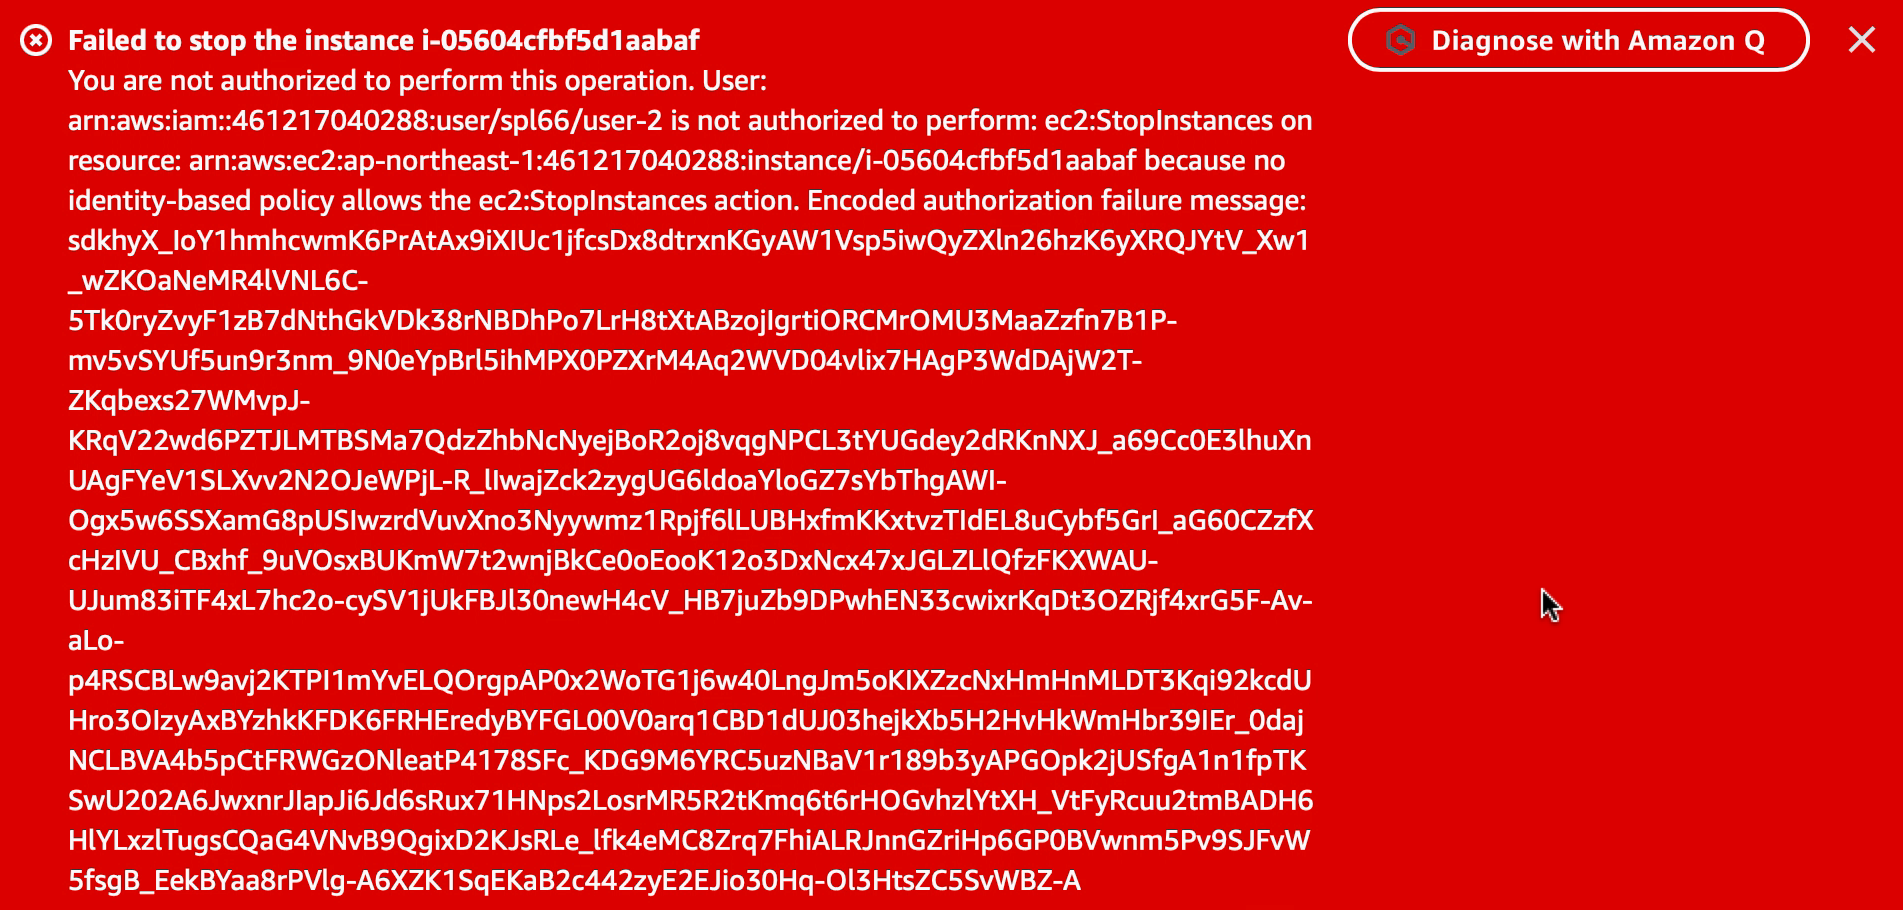 Failed to stop the instance i-05604cfbf5d1aabaf
Diagnose with Amazon Q
You are not authorized to perform this operation. User:
arn:aws:iam::461217040288:user/spl66/user-2 is not authorized to perform: ec2:StopInstances on
resource: arn:aws:ec2:ap-northeast-1:461217040288:instance/i-05604cfbf5d1aabaf because no
identity-based policy allows the ec2:StopInstances action. Encoded authorization failure message:
sdkhyX_IoY1hmhcwmK6PrAtAx9iXIUc1jfcsDx8dtrxnKGyAW1Vsp5iwQyZXln26hzK6yXRQJYtV_Xw1
_wZKOaNeMR4lVNL6C-
5Tk0ryZvyF1zB7dNthGkVDk38rNBDhPo7LrH8tXtABzojIgrtiORCMrOMU3MaaZzfn7B1P-
mv5vSYUf5un9r3nm_9N0eYpBrl5ihMPX0PZXrM4Aq2WVD04vlix7HAgP3WdDAjW2T-
ZKqbexs27WMvpJ-
KRqV22wd6PZTJLMTBSMa7QdzZhbNcNyejBoR2oj8vqgNPCL3tYUGdey2dRKnNXJ_a69Cc0E3lhuXn
UAgFYeV1SLXvv2N2OJeWPjL-R_lIwajZck2zygUG6ldoaYloGZ7sYbThgAWI-
Ogx5w6SSXamG8pUSIwzrdVuvXno3Nyywmz1Rpjf6lLUBHxfmKKxtvzTIdEL8uCybf5GrI_aG60CZzfX
cHzIVU_CBxhf_9uVOsxBUKmW7t2wnjBkCe0oEooK12o3DxNcx47xJGLZLlQfzFKXWAU-
UJum83iTF4xL7hc2o-cySV1jUkFBJl30newH4cV_HB7juZb9DPwhEN33cwixrKqDt3OZRjf4xrG5F-Av-
aLo-
p4RSCBLw9avj2KTPI1mYvELQOrgpAP0x2WoTG1j6w40LngJm5oKIXZzcNxHmHnMLDT3Kqi92kcdU
Hro3OIzyAxBYzhkKFDK6FRHEredyBYFGL00V0arq1CBD1dUJ03hejkXb5H2HvHkWmHbr39IEr_0daj
NCLBVA4b5pCtFRWGzONleatP4178SFc_KDG9M6YRC5uzNBaV1r189b3yAPGOpk2jUSfgA1n1fpTK
SwU202A6JwxnrJIapJi6Jd6sRux71HNps2LosrMR5R2tKmq6t6rHOGvhzlYtXH_VtFyRcuu2tmBADH6
HlYLxzlTugsCQaG4VNvB9QgixD2KJsRLe_lfk4eMC8Zrq7FhiALRJnnGZriHp6GP0BVwnm5Pv9SJFvW
5fsgB_EekBYaa8rPVlg-A6XZK1SqEKaB2c442zyE2EJio30Hq-Ol3HtsZC5SvWBZ-A